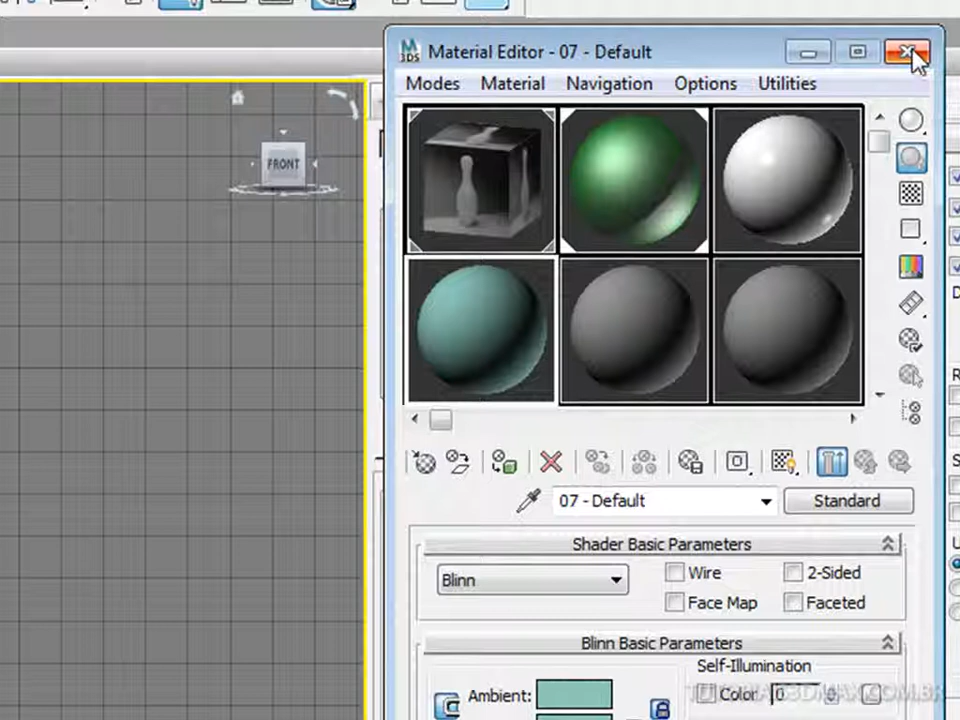 Material Editor - 07 - Default
Modes Material Navigation Options Utilities
FRONT
07 - Default Standard
Shader Basic Parameters
Blinn Wire 2-Sided
Face Map Faceted
Blinn Basic Parameters
Self-Illumination
Ambient: Color 0